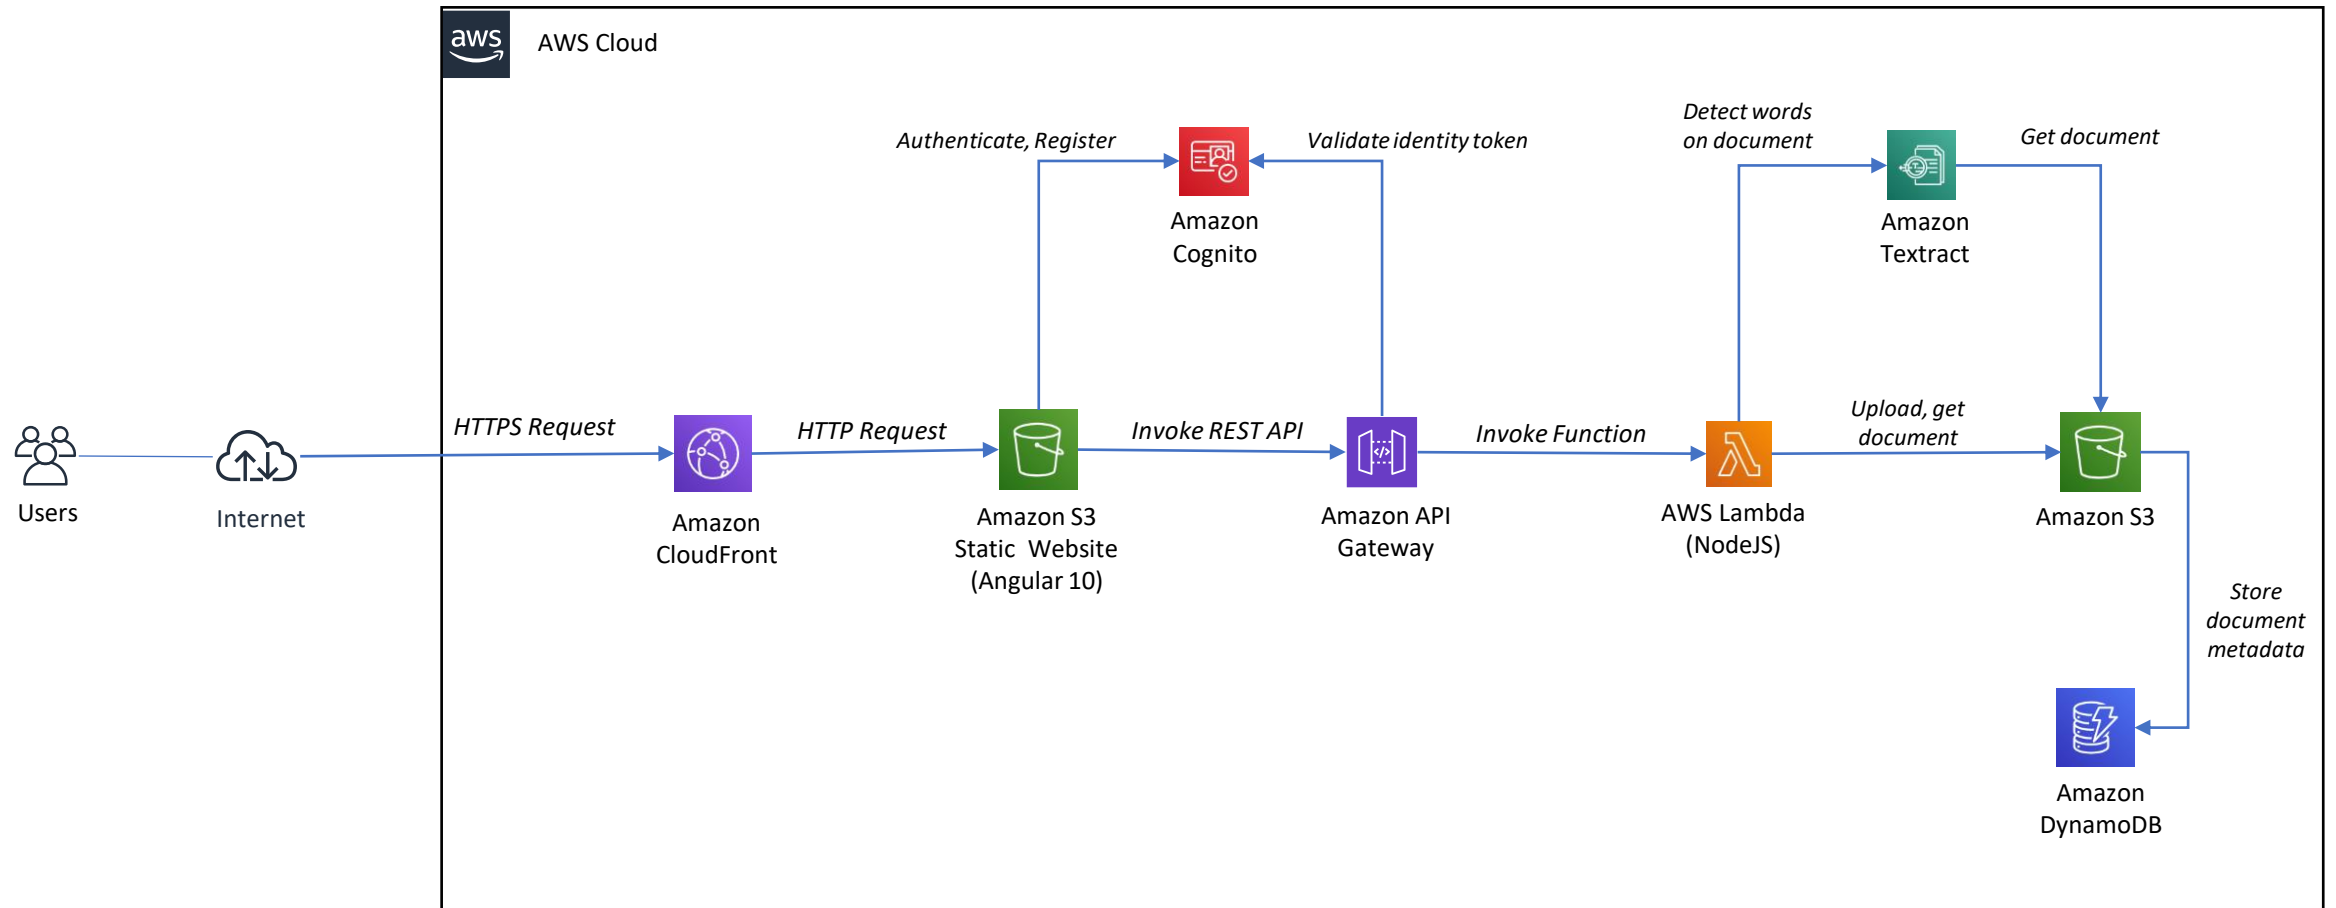 aws
AWS Cloud
Detect words
on document
Authenticate, Register
Validate identity token
Get document
Amazon
Cognito
Amazon
Textract
HTTPS Request
HTTP Request
Invoke REST API
Invoke Function
Upload, get
document
Users
Internet
Amazon
CloudFront
Amazon S3
Static Website
(Angular 10)
Amazon API
Gateway
AWS Lambda
(NodeJS)
Amazon S3
Store
document
metadata
Amazon
DynamoDB